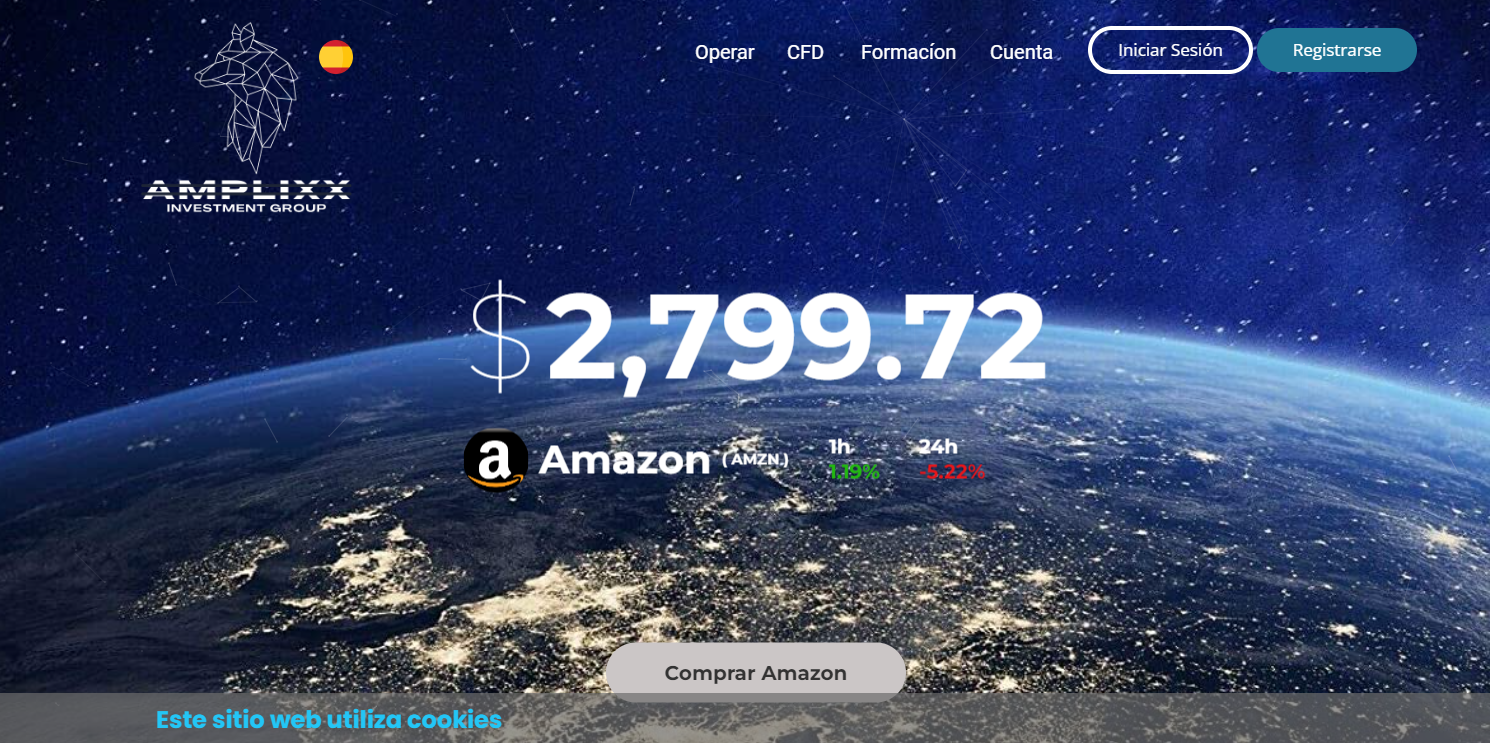 Operar CFD Formacíon Cuenta Iniciar Sesión Registrarse
AMPLIXX
INVESTMENT GROUP
$2,799.72
a Amazon (AMZN.) 1h 24h
1,19% -5.22%
Comprar Amazon
Este sitio web utiliza cookies